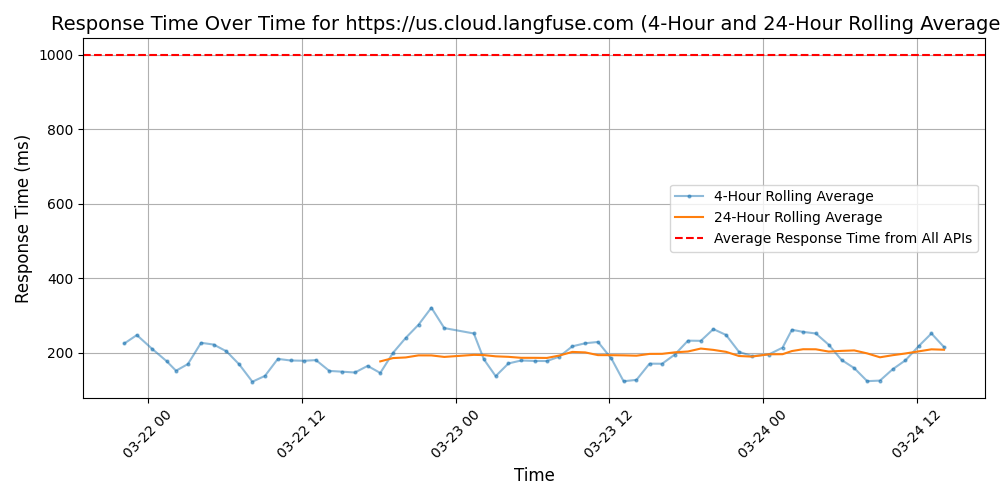 Response Time Over Time for https://us.cloud.langfuse.com (4-Hour and 24-Hour Rolling Average
Response Time (ms)
1000
800
600
400
200
4-Hour Rolling Average
24-Hour Rolling Average
Average Response Time from All APIs
03-22 00
03-22 12
03-23 00
03-23 12
03-24 00
03-24 12
Time